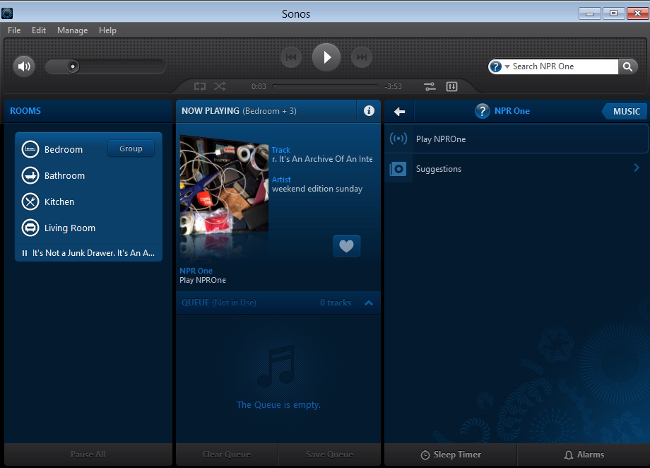 Sonos
File Edit Manage Help
0:03 -3:53
Search NPR One
ROOMS
Bedroom
Group
Bathroom
Kitchen
Living Room
It's Not a Junk Drawer. It's An A...
Pause All
NOW PLAYING (Bedroom + 3)
Track
r. It's An Archive Of An Inte
Artist
weekend edition sunday
NPR One
Play NPROne
QUEUE (Not in Use) 0 tracks
The Queue is empty.
Clear Queue Save Queue
NPR One
MUSIC
Play NPROne
Suggestions
Sleep Timer Alarms